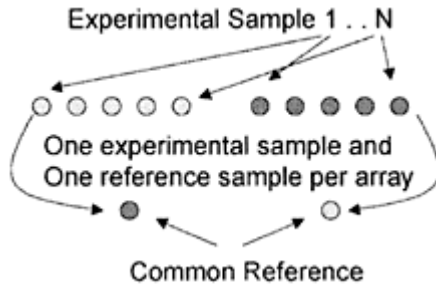 Experimental Sample 1 . . N
One experimental sample and
One reference sample per array
Common Reference